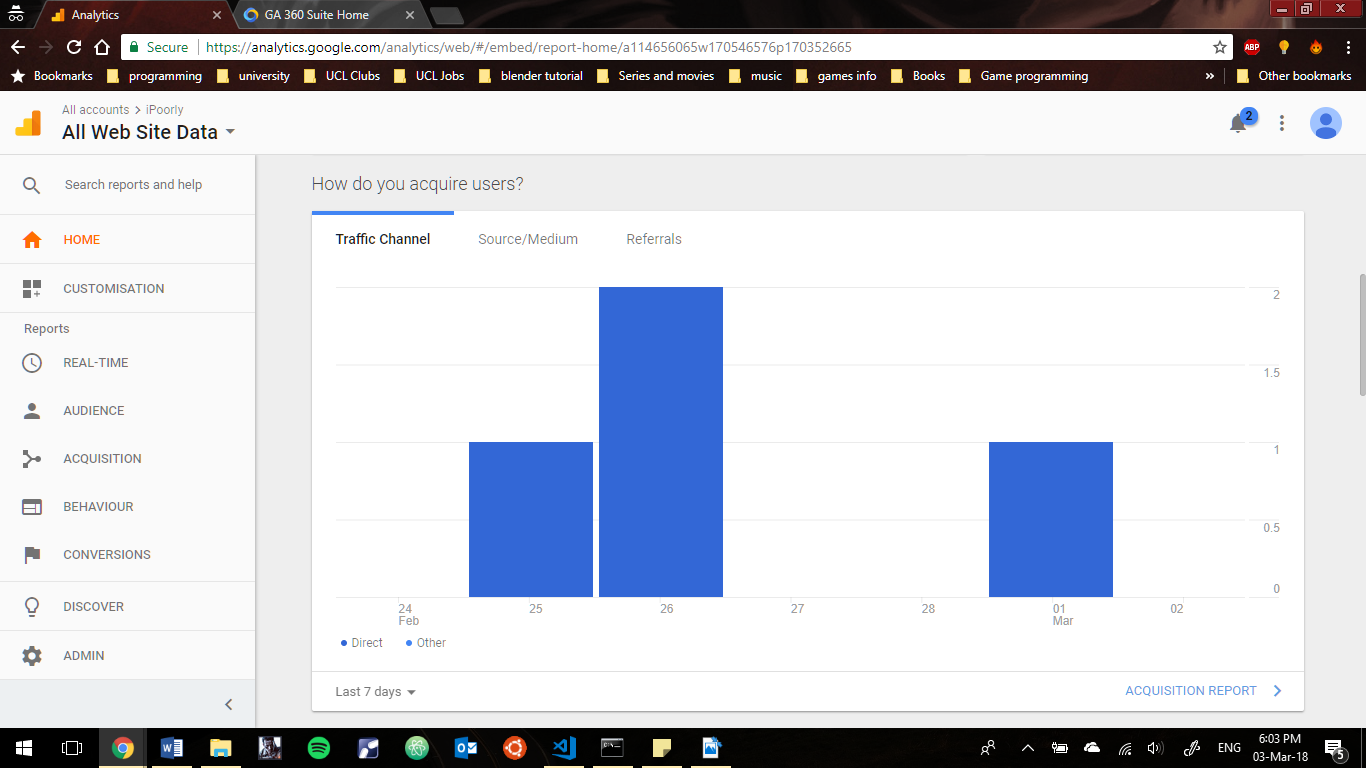 Analytics
GA 360 Suite Home
Secure
https://analytics.google.com/analytics/web/#/embed/report-home/a114656065w170546576p170352665
ABP
Bookmarks programming university UCL Clubs UCL Jobs blender tutorial Series and movies music games info Books Game programming » Other bookmarks
All accounts > iPoorly
All Web Site Data
2
Search reports and help
HOME
CUSTOMISATION
Reports
REAL-TIME
AUDIENCE
ACQUISITION
BEHAVIOUR
CONVERSIONS
DISCOVER
ADMIN
How do you acquire users?
Traffic Channel Source/Medium Referrals
2
1.5
1
0.5
0
24 25 26 27 28 01 02
Feb Mar
Direct Other
Last 7 days
ACQUISITION REPORT
ENG
6:03 PM
03-Mar-18
5